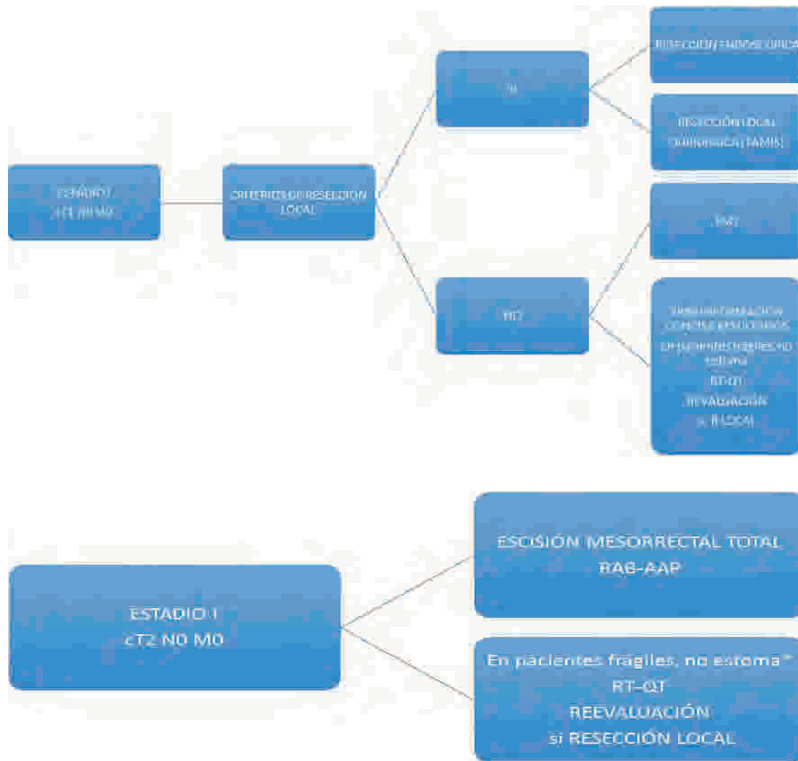 ESTADIO I
cT1 N0 M0
CRITERIOS DE RESECCIÓN
LOCAL
SI
RESECCIÓN ENDOSCÓPICA
RESECCIÓN LOCAL
QUIRÚRGICA (TAMIS)
NO
EN PACIENTES FRÁGILES, NO
estoma
RT-QT
REVALUACIÓN
si R LOCAL
ESTADIO I
cT2 N0 M0
ESCISIÓN MESORRECTAL TOTAL
RAB-AAP
En pacientes frágiles, no estoma*
RT-QT
REEVALUACIÓN
si RESECCIÓN LOCAL